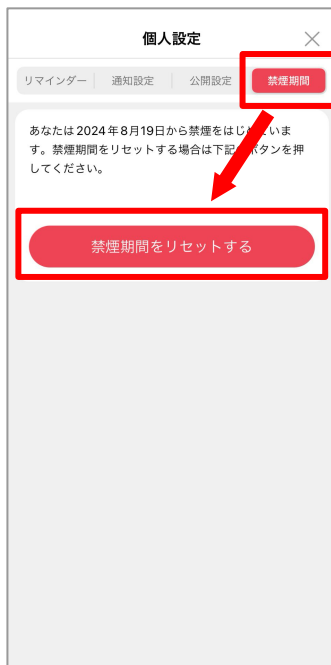 個人設定
リマインダー 通知設定 公開設定 禁煙期間
あなたは2024年8月19日から禁煙をはじていま
す。禁煙期間をリセットする場合は下記ボタンを押
してください。
禁煙期間をリセットする